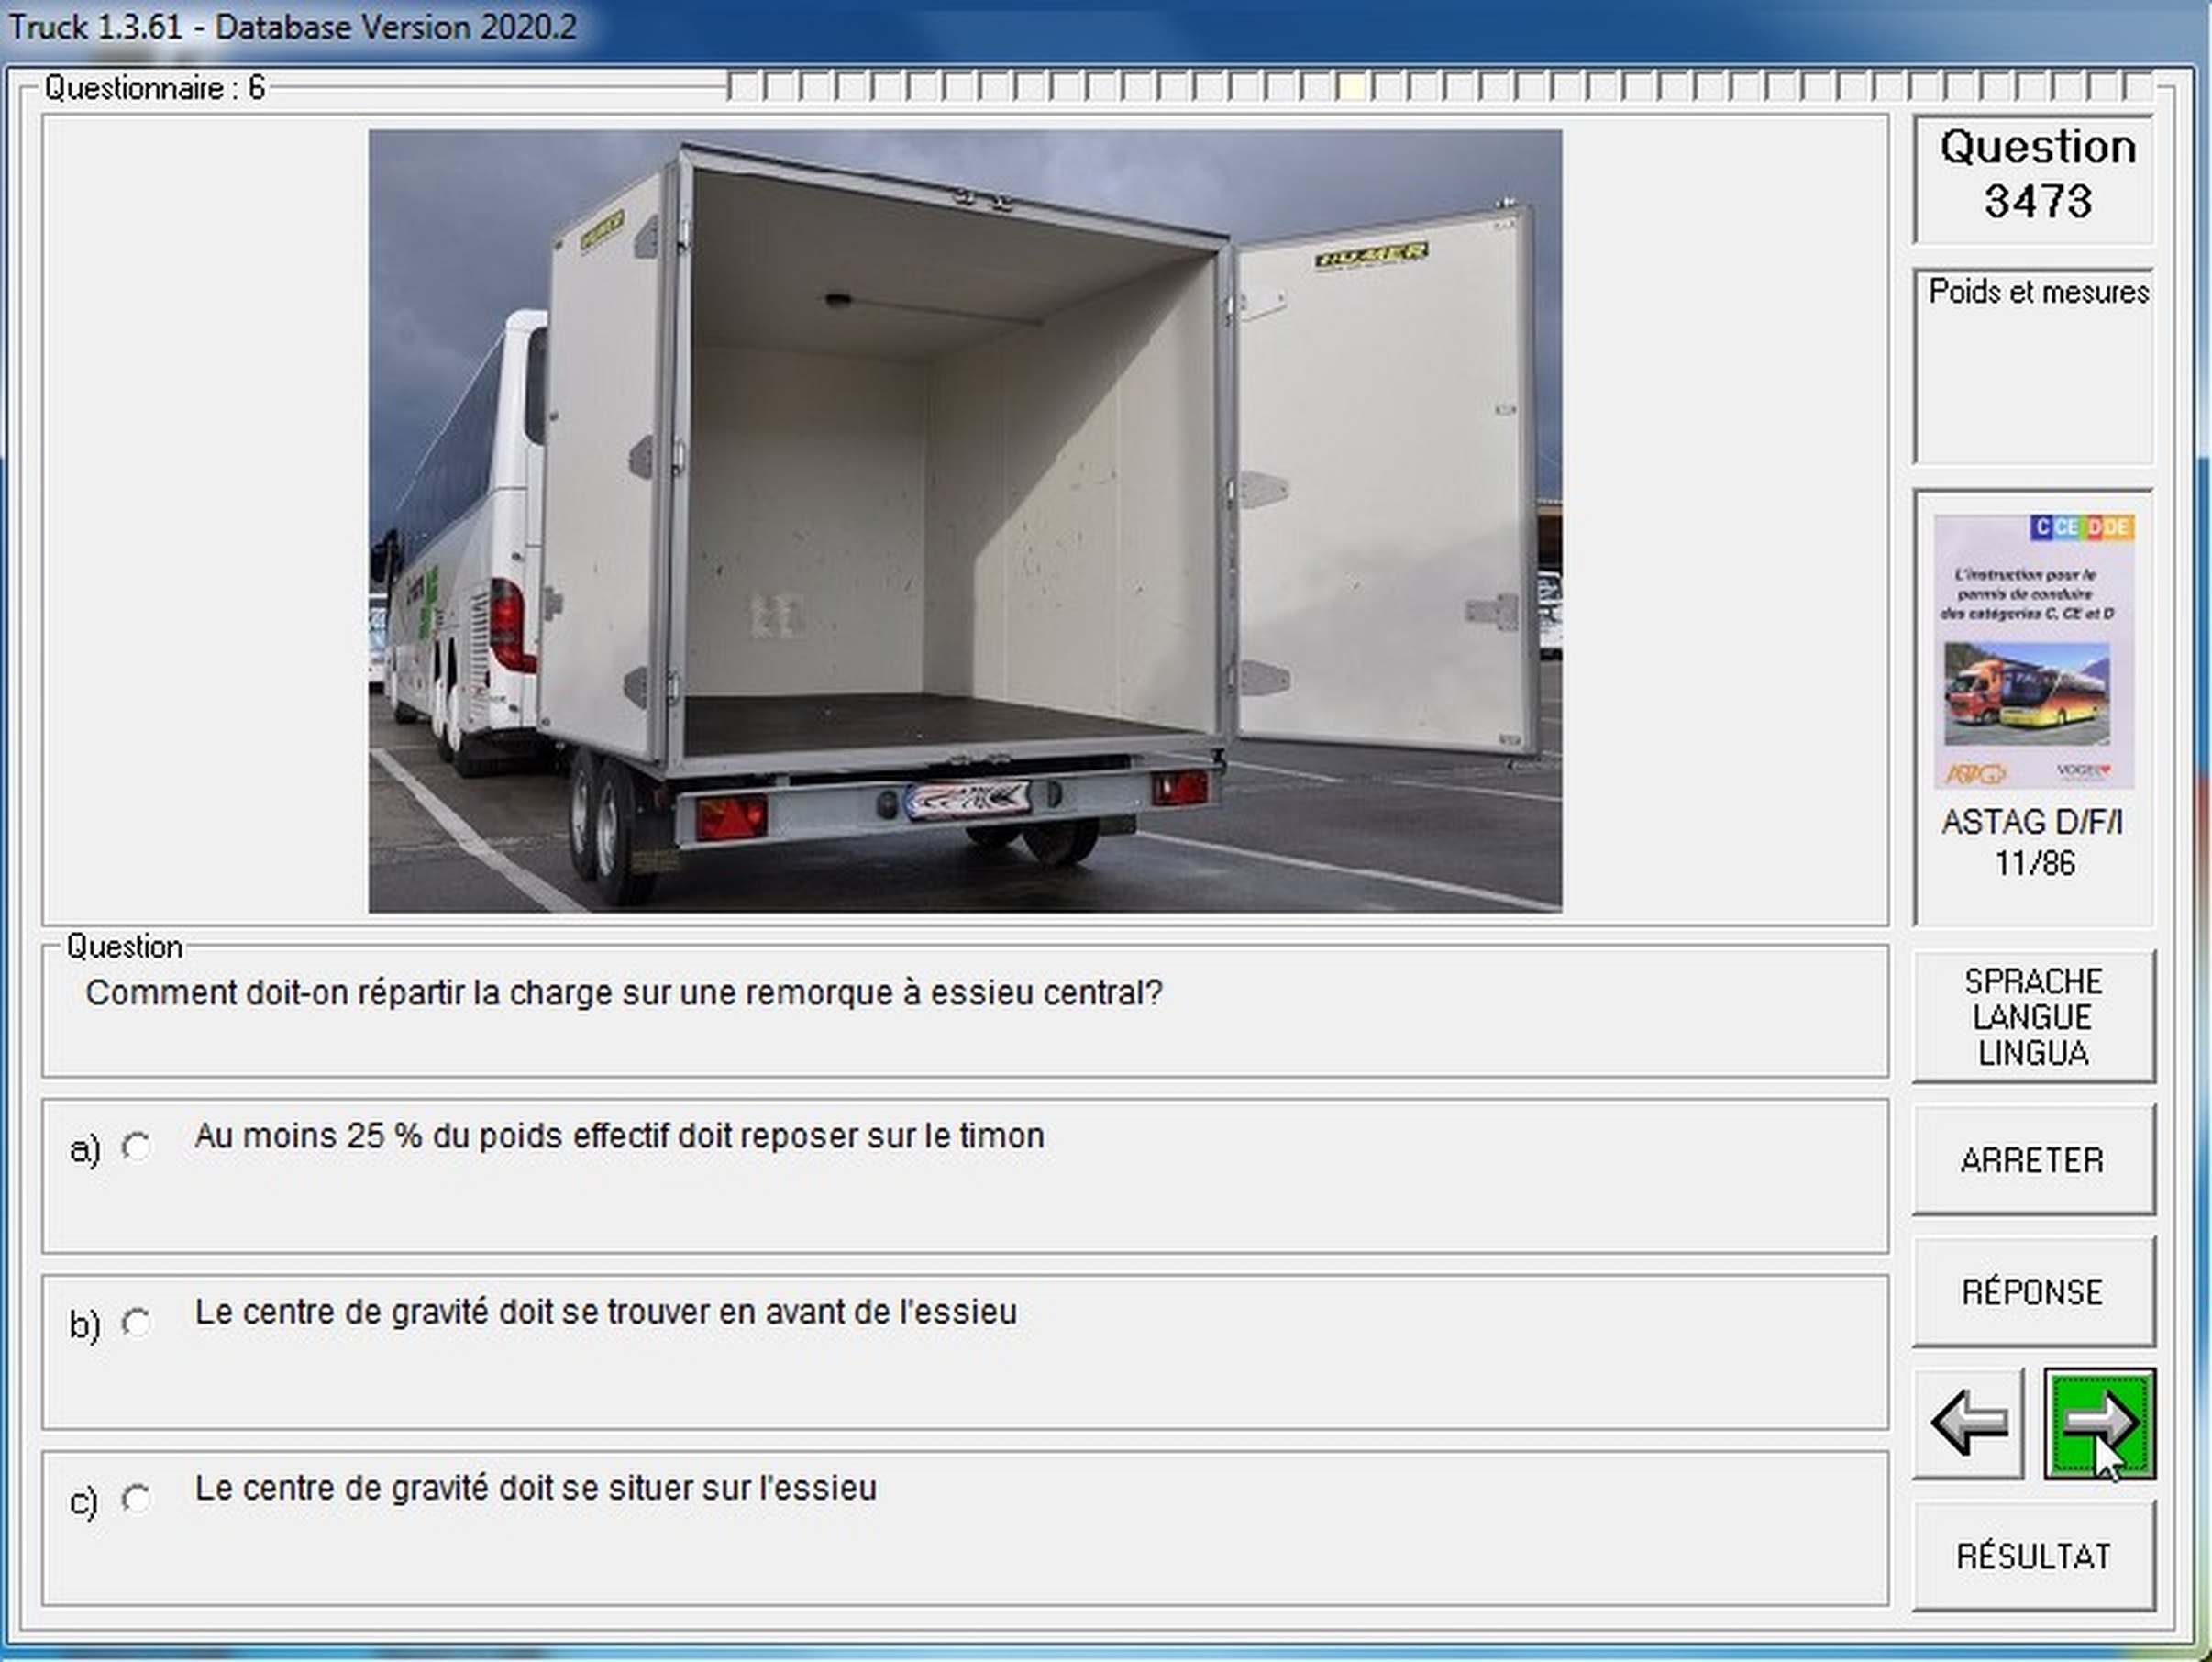 Truck 1.3.61 - Database Version 2020.2
Questionnaire : 6
HUMER
Question
3473
Poids et mesures
C CE D DE
L'instruction pour le
permis de conduire
des catégories C, CE et D
ASTAG
VOGEL
ASTAG D/F/I
11/86
Question
Comment doit-on répartir la charge sur une remorque à essieu central?
a) Au moins 25 % du poids effectif doit reposer sur le timon
b) Le centre de gravité doit se trouver en avant de l'essieu
c) Le centre de gravité doit se situer sur l'essieu
SPRACHE
LANGUE
LINGUA
ARRETER
RÉPONSE
RÉSULTAT